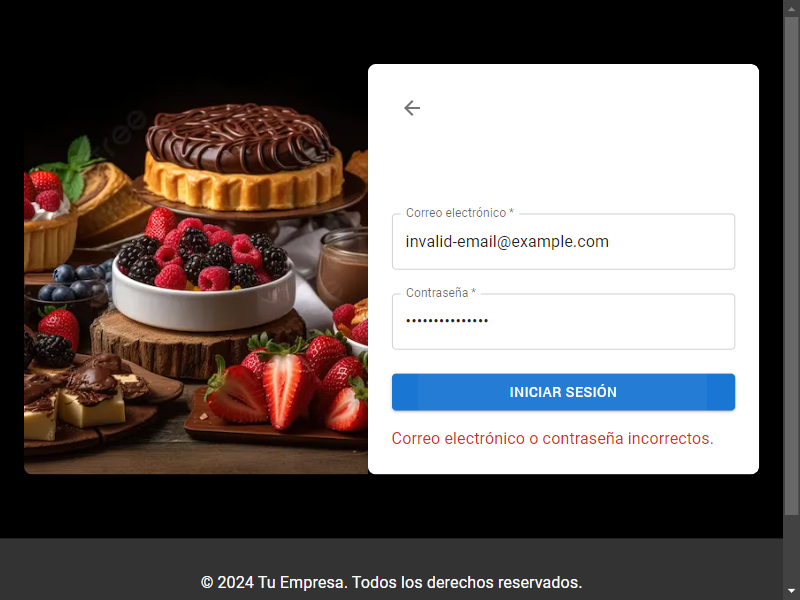 Correo electrónico *
invalid-email@example.com
Contraseña *
•••••••••••••••
INICIAR SESIÓN
Correo electrónico o contraseña incorrectos.
© 2024 Tu Empresa. Todos los derechos reservados.